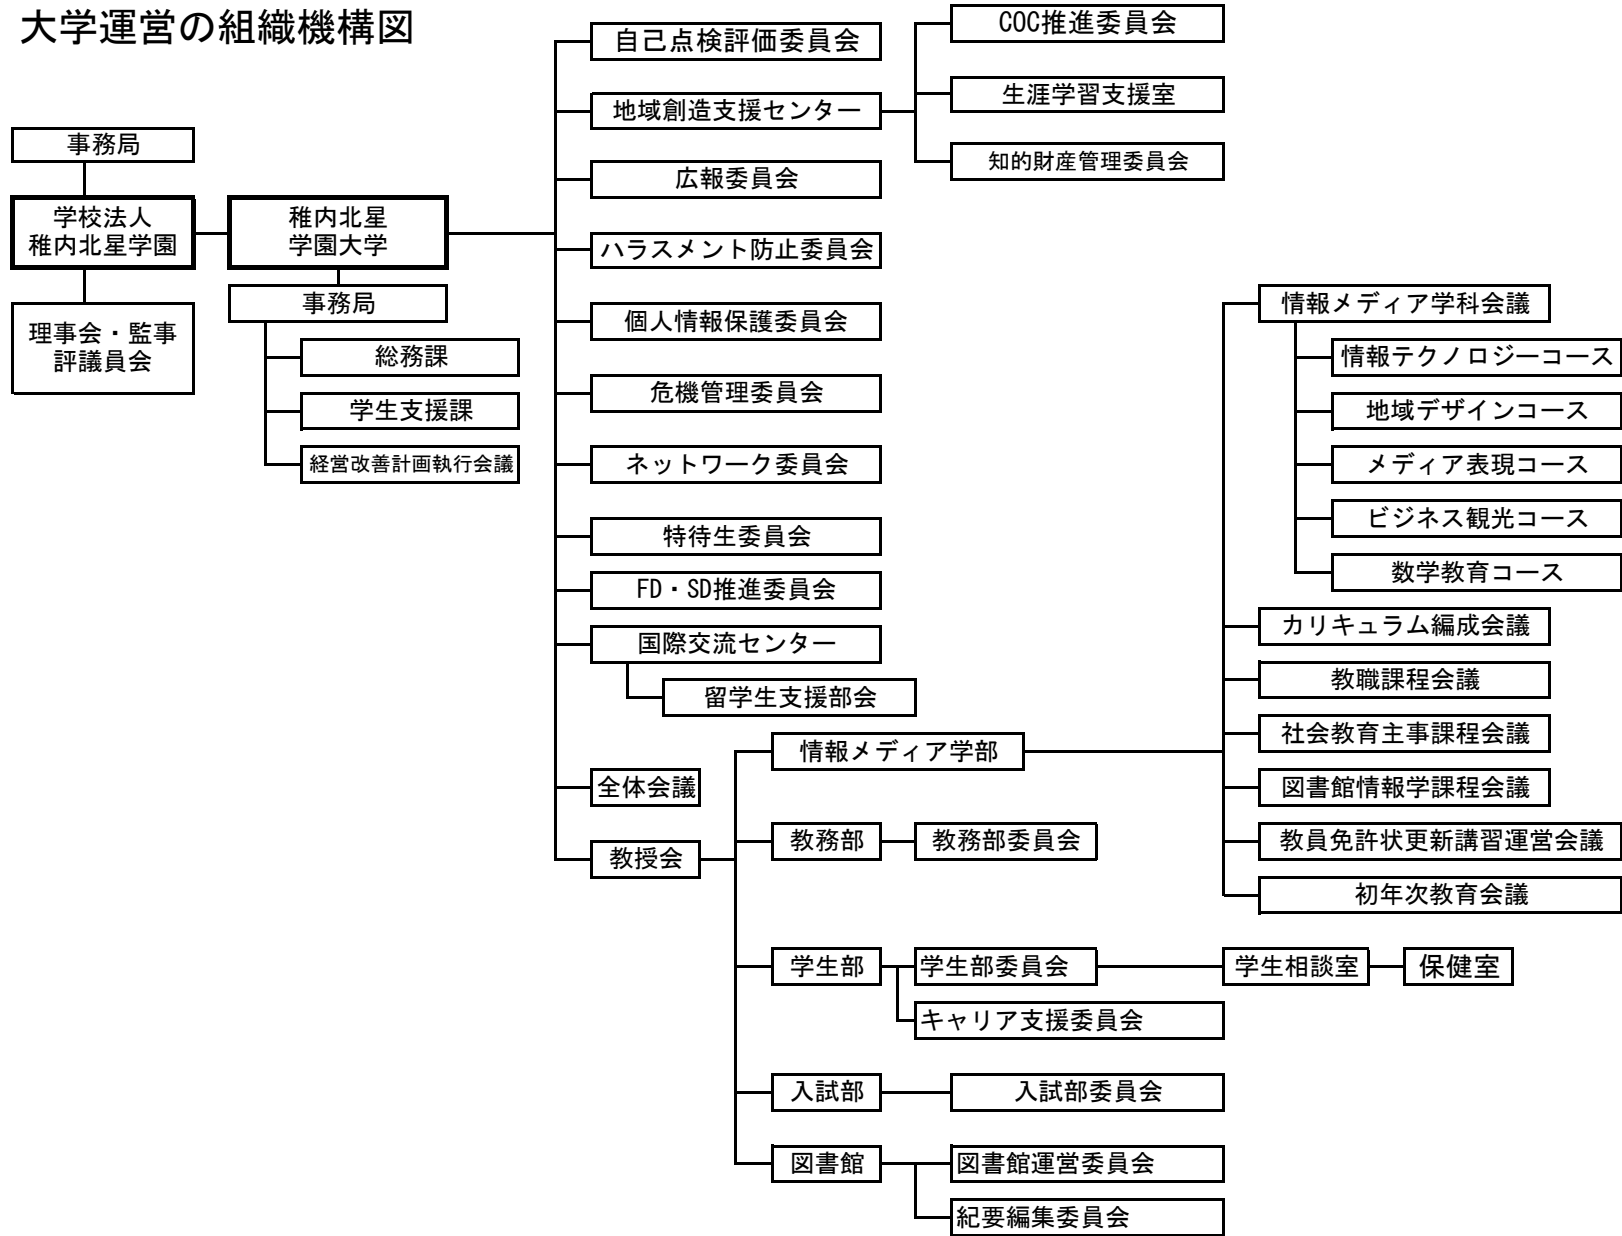 大学運営の組織機構図
事務局
学校法人
稚内北星学園
理事会・監事
評議員会
稚内北星
学園大学
事務局
総務課
学生支援課
経営改善計画執行会議
自己点検評価委員会
地域創造支援センター
COC推進委員会
生涯学習支援室
知的財産管理委員会
広報委員会
ハラスメント防止委員会
個人情報保護委員会
危機管理委員会
ネットワーク委員会
特待生委員会
FD・SD推進委員会
国際交流センター
留学生支援部会
全体会議
教授会
情報メディア学部
情報メディア学科会議
情報テクノロジーコース
地域デザインコース
メディア表現コース
ビジネス観光コース
数学教育コース
カリキュラム編成会議
教職課程会議
社会教育主事課程会議
図書館情報学課程会議
教員免許状更新講習運営会議
初年次教育会議
教務部
教務部委員会
学生部
学生部委員会
学生相談室
保健室
キャリア支援委員会
入試部
入試部委員会
図書館
図書館運営委員会
紀要編集委員会